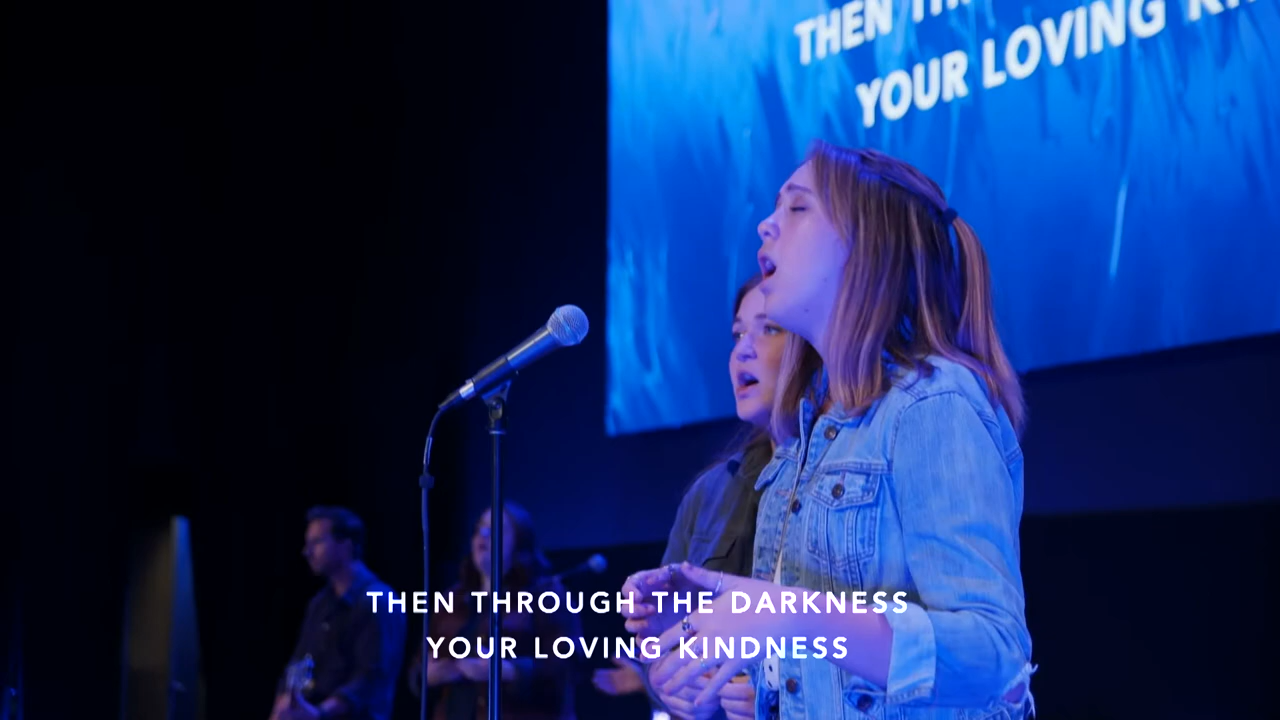 THEN
YOUR LOVING
THEN THROUGH THE DARKNESS
YOUR LOVING KINDNESS